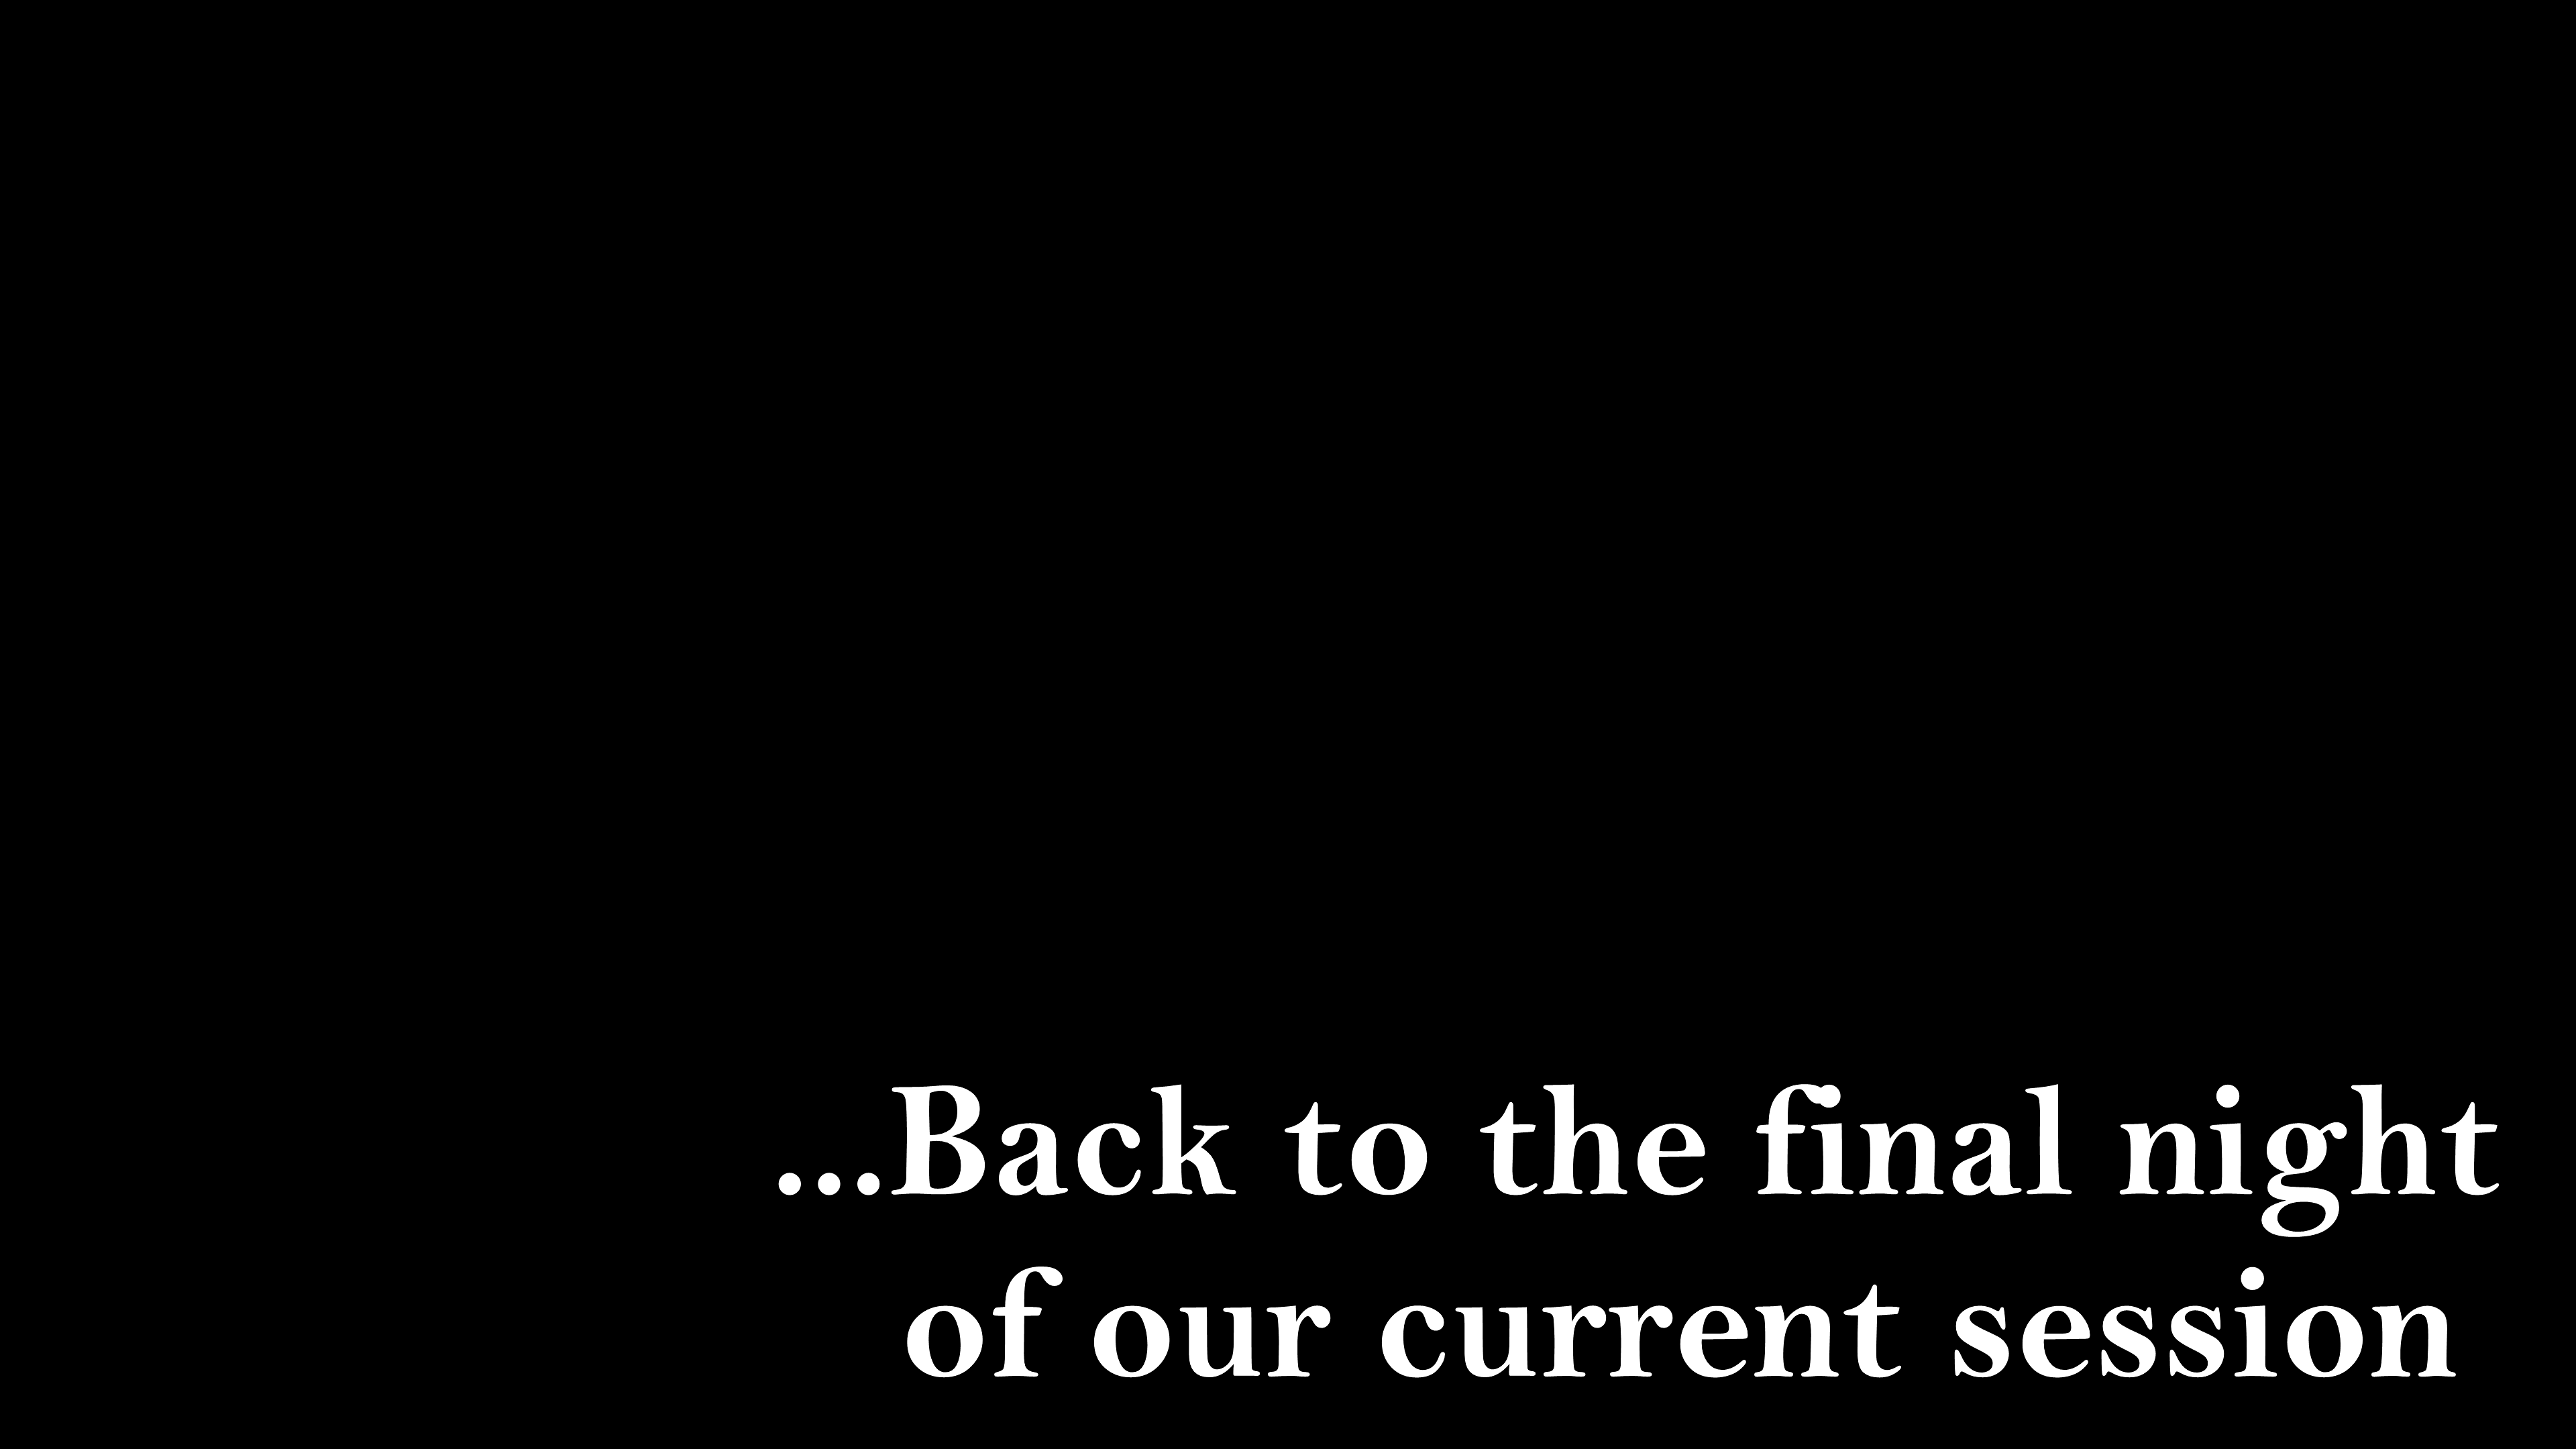 ...Back to the final night
of our current session